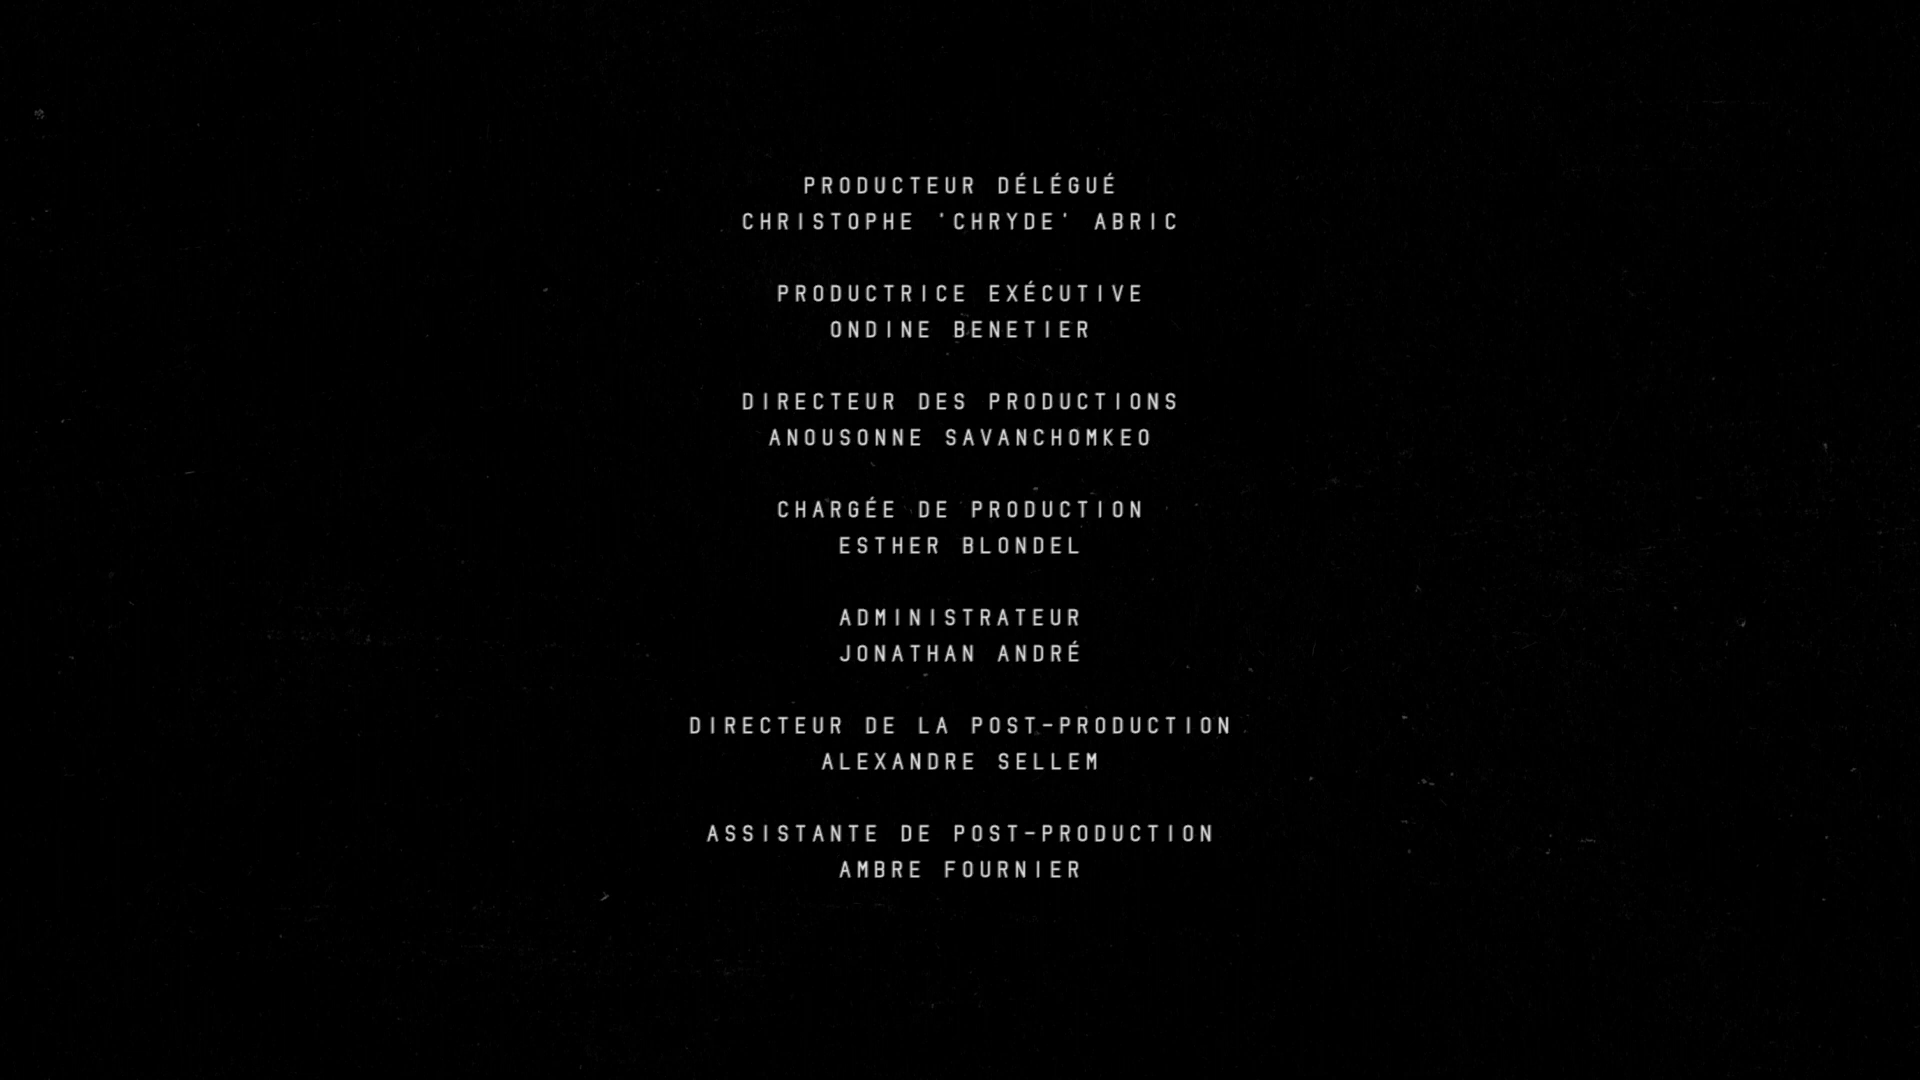 PRODUCTEUR DÉLÉGUÉ
CHRISTOPHE 'CHRYDE' ABRIC
PRODUCTRICE EXÉCUTIVE
ONDINE BENETIER
DIRECTEUR DES PRODUCTIONS
ANOUSONNE SAVANCHOMKEO
CHARGÉE DE PRODUCTION
ESTHER BLONDEL
ADMINISTRATEUR
JONATHAN ANDRÉ
DIRECTEUR DE LA POST-PRODUCTION
ALEXANDRE SELLEM
ASSISTANTE DE POST-PRODUCTION
AMBRE FOURNIER